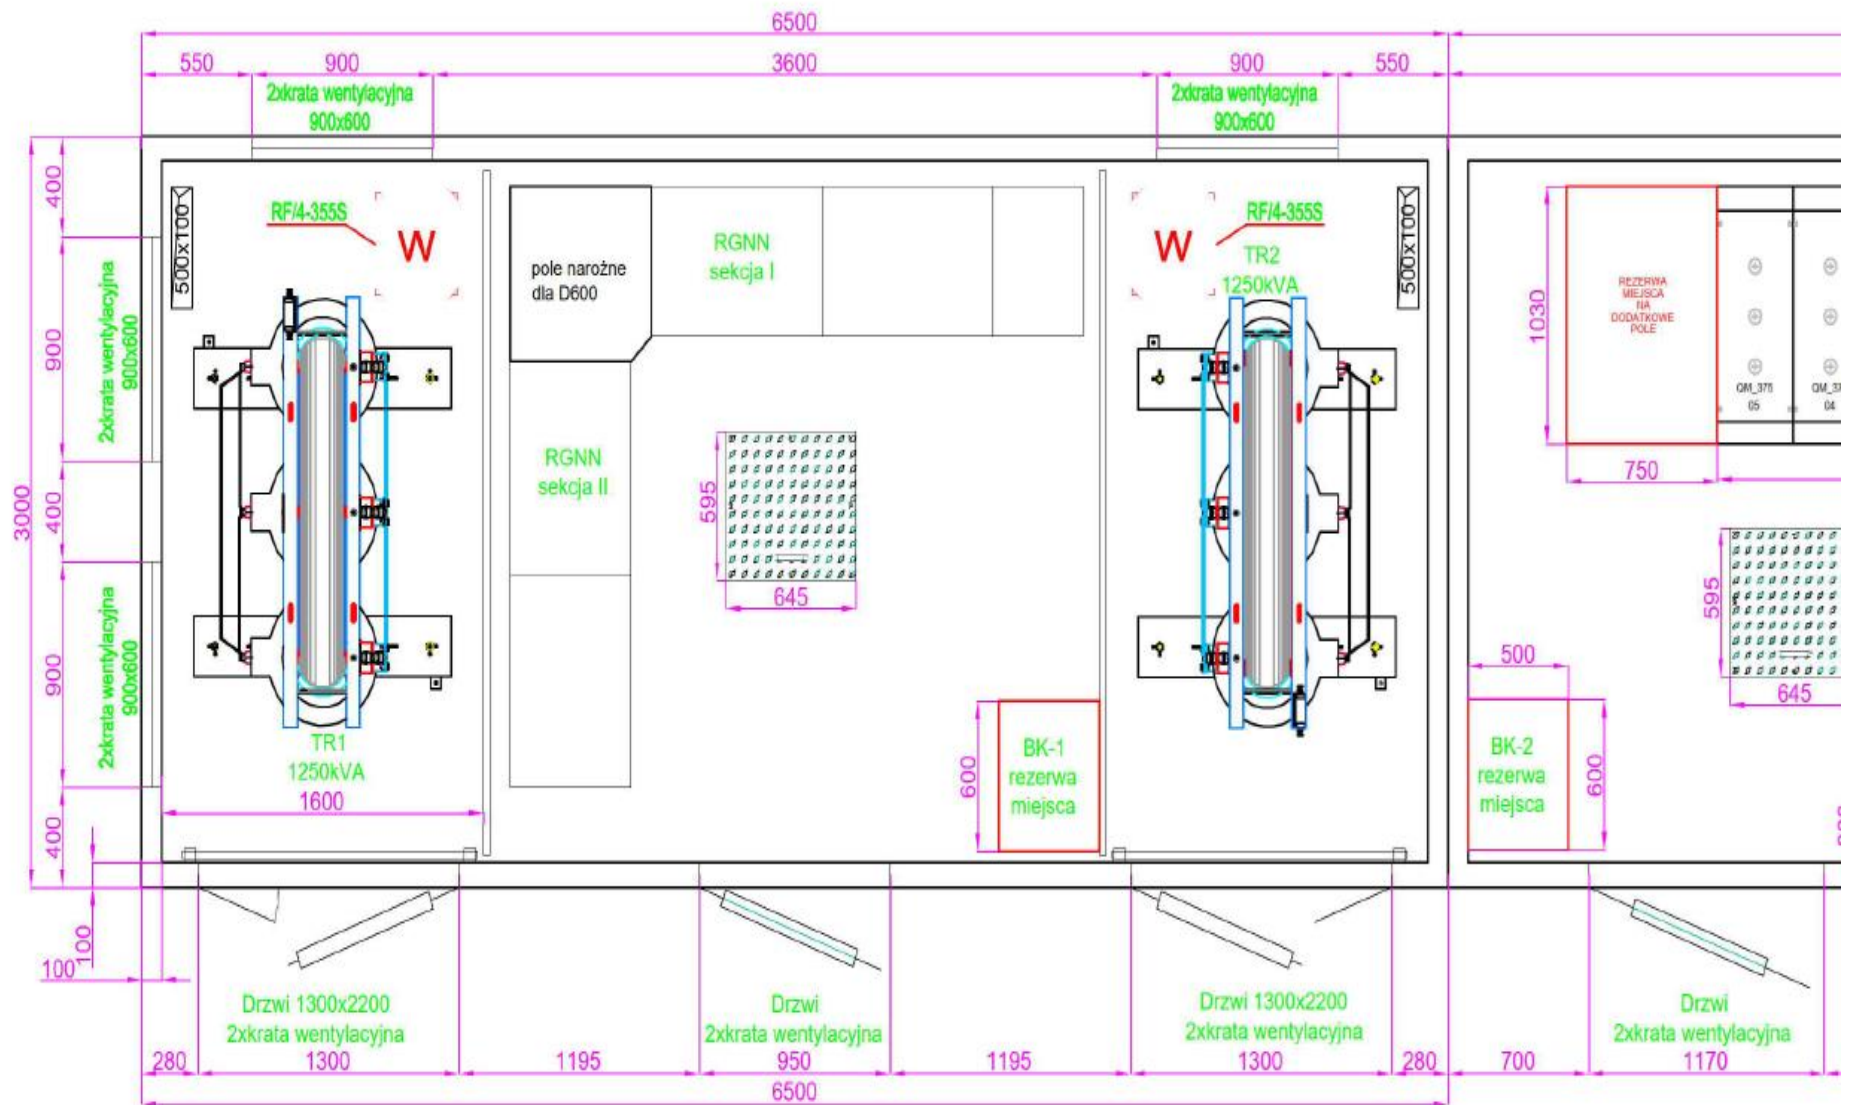 6500
550
900
3600
900
550
2xkrata wentylacyjna
900x600
2xkrata wentylacyjna
900x600
3000
400
900
400
900
400
2xkrata wentylacyjna
900x600
2xkrata wentylacyjna
900x600
500x100
RF/4-355S
W
TR1
1250kVA
1600
pole narożne
dla D600
RGNN
sekcja I
RGNN
sekcja II
595
645
W
RF/4-355S
TR2
1250kVA
500x100
600
BK-1
rezerwa
miejsca
1030
REZERWA
MIEJSCA
NA
DODATKOWE
POLE
750
QM_375
05
04
595
645
500
BK-2
rezerwa
miejsca
600
100
100
Drzwi 1300x2200
2xkrata wentylacyjna
Drzwi
2xkrata wentylacyjna
Drzwi 1300x2200
2xkrata wentylacyjna
Drzwi
2xkrata wentylacyjna
280
1300
1195
950
1195
1300
280
700
1170
6500